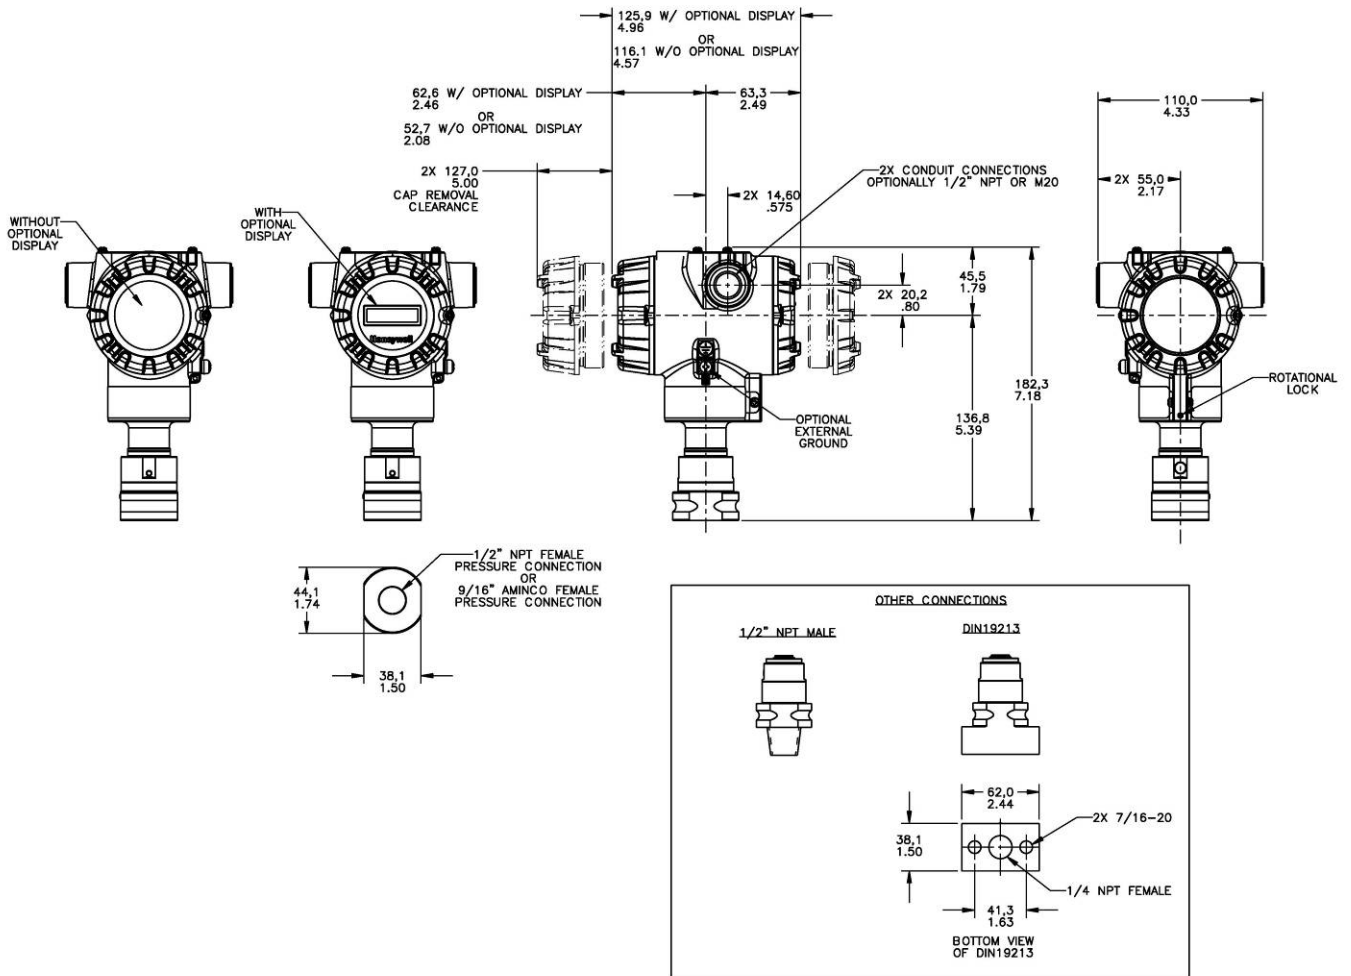 125,9 W/ OPTIONAL DISPLAY
4.96
OR
116.1 W/O OPTIONAL DISPLAY
4.57
62,6 W/ OPTIONAL DISPLAY
2.46
OR
52,7 W/O OPTIONAL DISPLAY
2.08
63,3
2.49
110,0
4.33
2X 127,0
5.00
CAP REMOVAL
CLEARANCE
2X 14,60
.575
2X CONDUIT CONNECTIONS
OPTIONALLY 1/2" NPT OR M20
2X 55,0
2.17
WITHOUT
OPTIONAL
DISPLAY
WITH
OPTIONAL
DISPLAY
Honeywell
2X 20,2
.80
45,5
1.79
182,3
7.18
136,8
5.39
OPTIONAL
EXTERNAL
GROUND
ROTATIONAL
LOCK
1/2" NPT FEMALE
PRESSURE CONNECTION
OR
9/16" AMINCO FEMALE
PRESSURE CONNECTION
44,1
1.74
38,1
1.50
OTHER CONNECTIONS
1/2" NPT MALE
DIN19213
62,0
2.44
38,1
1.50
2X 7/16-20
1/4 NPT FEMALE
41,3
1.63
BOTTOM VIEW
OF DIN19213